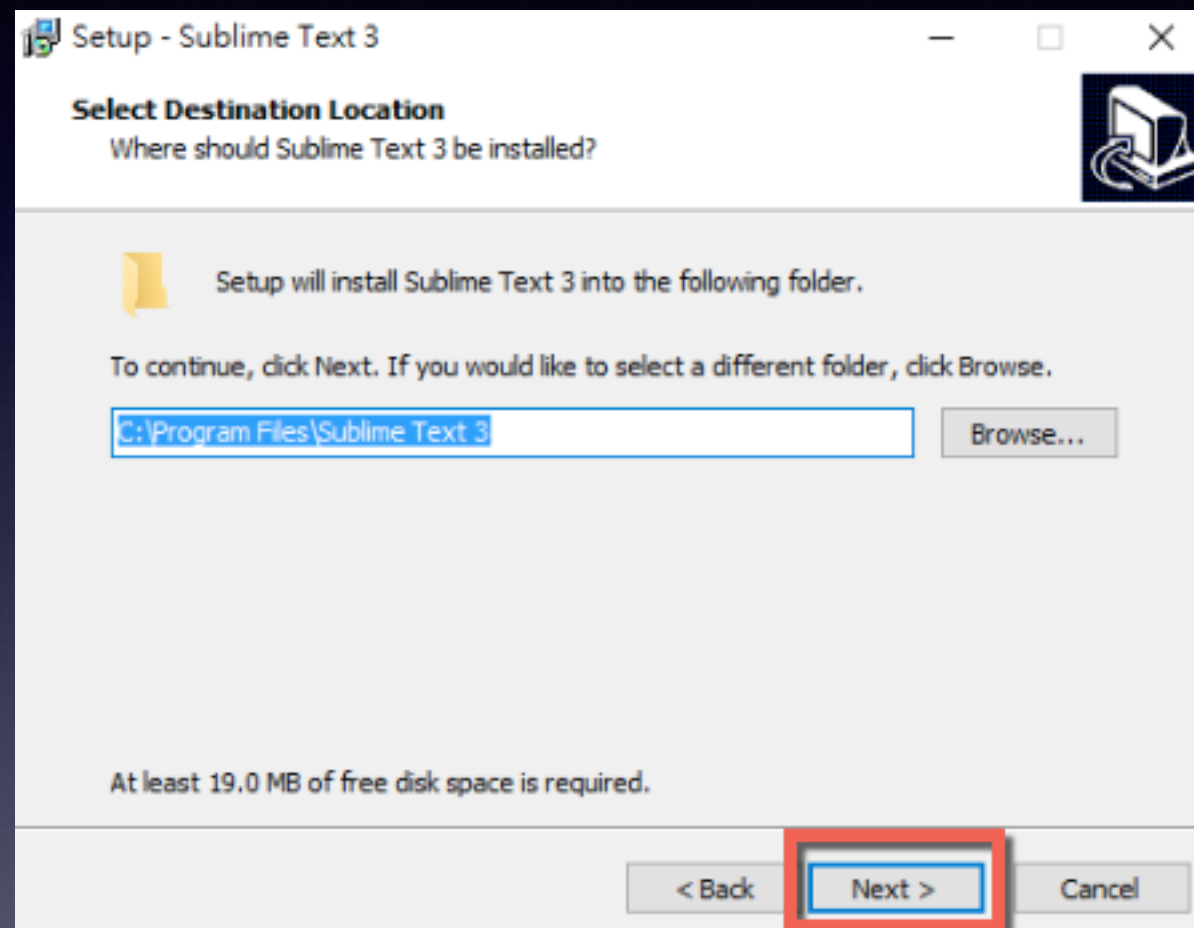 Setup - Sublime Text 3
Select Destination Location
Where should Sublime Text 3 be installed?
Setup will install Sublime Text 3 into the following folder.
To continue, click Next. If you would like to select a different folder, click Browse.
C:\Program Files\Sublime Text 3
Browse...
At least 19.0 MB of free disk space is required.
< Back
Next >
Cancel